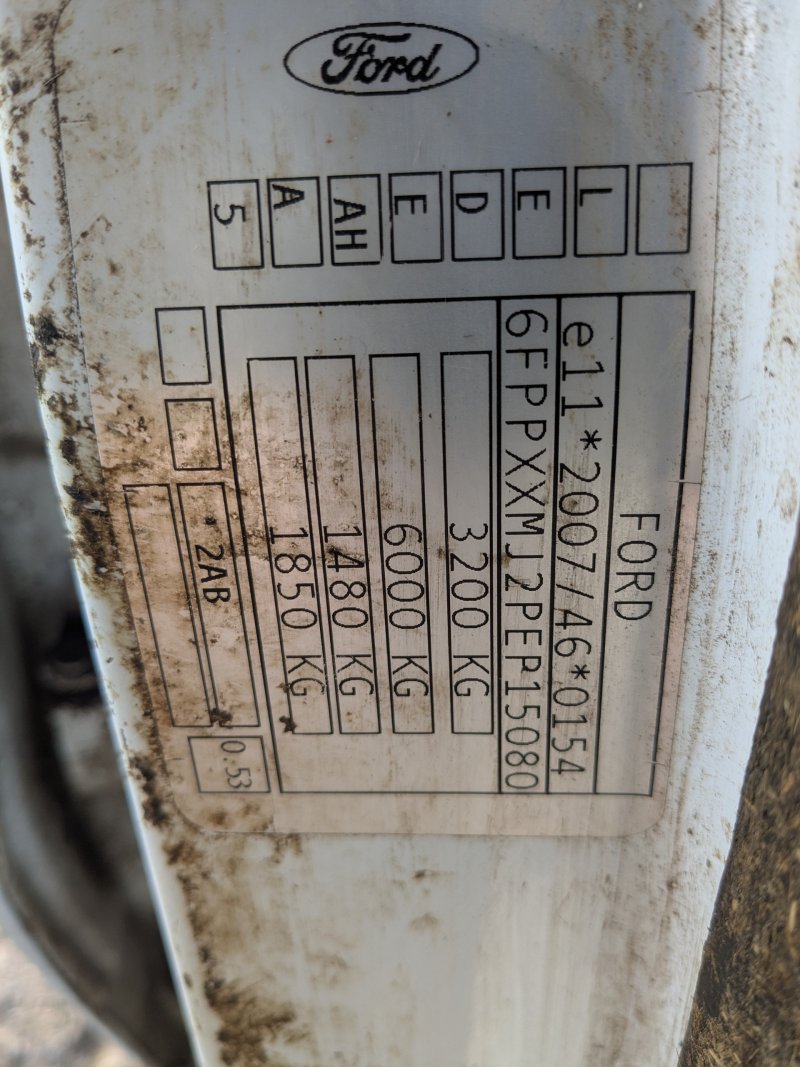 Ford
FORD
e11*2007/46*0154
6FPPXXMJ2PEP15080
3200 KG
6000 KG
1480 KG
1850 KG
2AB
0.53
5 A AH E D E L